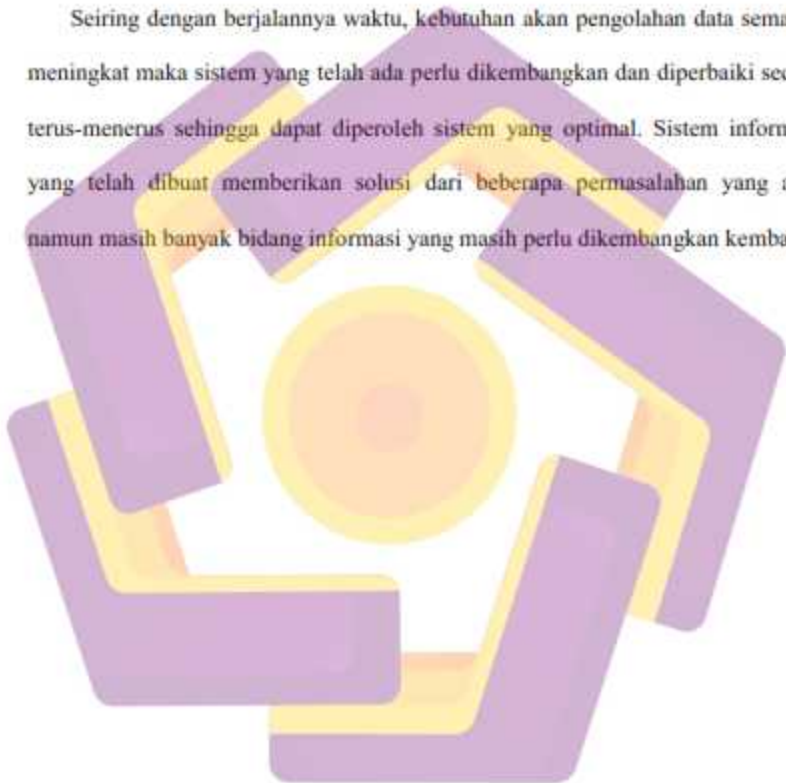 Seiring dengan berjalannya waktu, kebutuhan akan pengolahan data sema
meningkat maka sistem yang telah ada perlu dikembangkan dan diperbaiki se
terus-menerus sehingga dapat diperoleh sistem yang optimal. Sistem inform
yang telah dibuat memberikan solusi dari beberapa permasalahan yang a
namun masih banyak bidang informasi yang masih perlu dikembangkan kemba